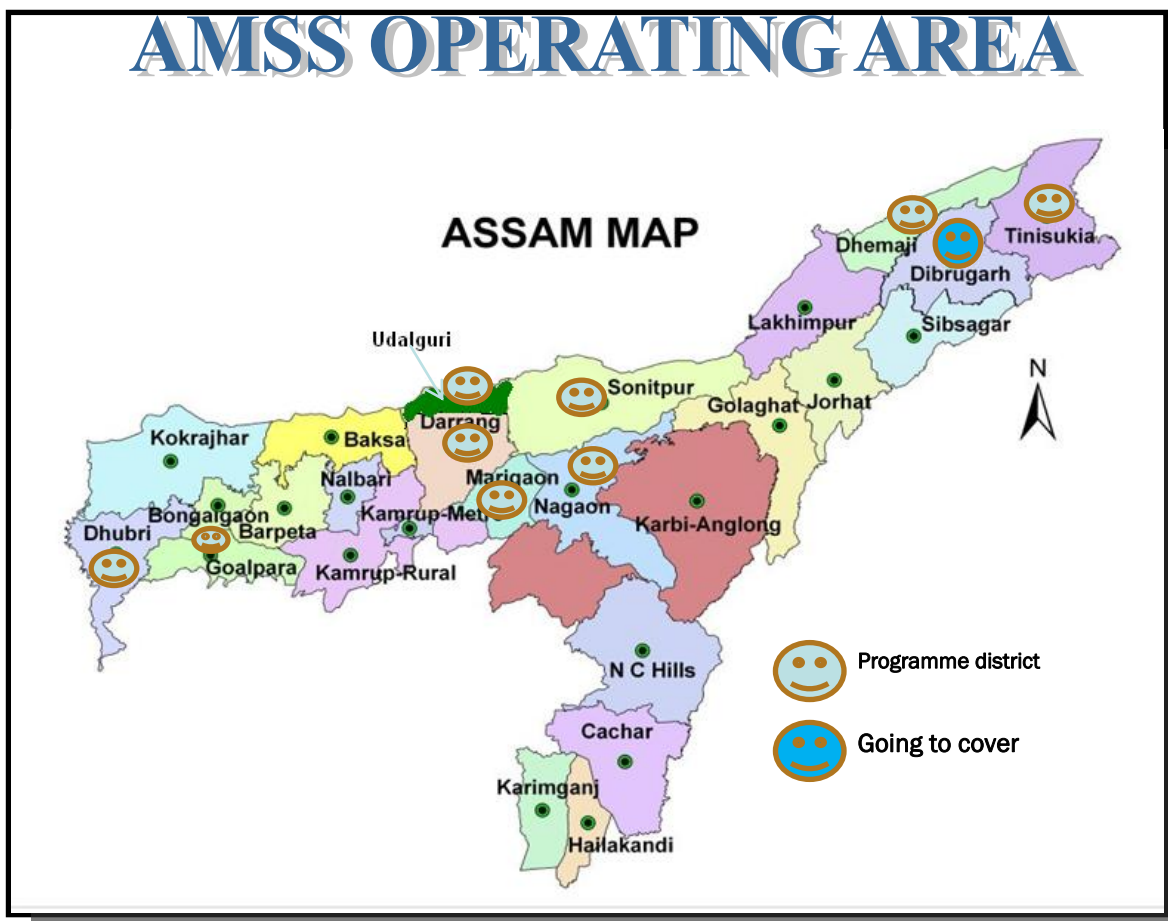 AMSS OPERATING AREA
ASSAM MAP
Dhemaji
Tinisukia
Dibrugarh
Lakhimpur
Sibsagar
Udalguri
N
Sonitpur
Golaghat
Jorhat
Darrang
Kokrajhar
Baksa
Nalbari
Marigaon
Nagaon
Bongaigaon
Kamrup-Met
Karbi-Anglong
Dhubri
Barpeta
Goalpara
Kamrup-Rural
N C Hills
Programme district
Cachar
Going to cover
Karimganj
Hailakandi